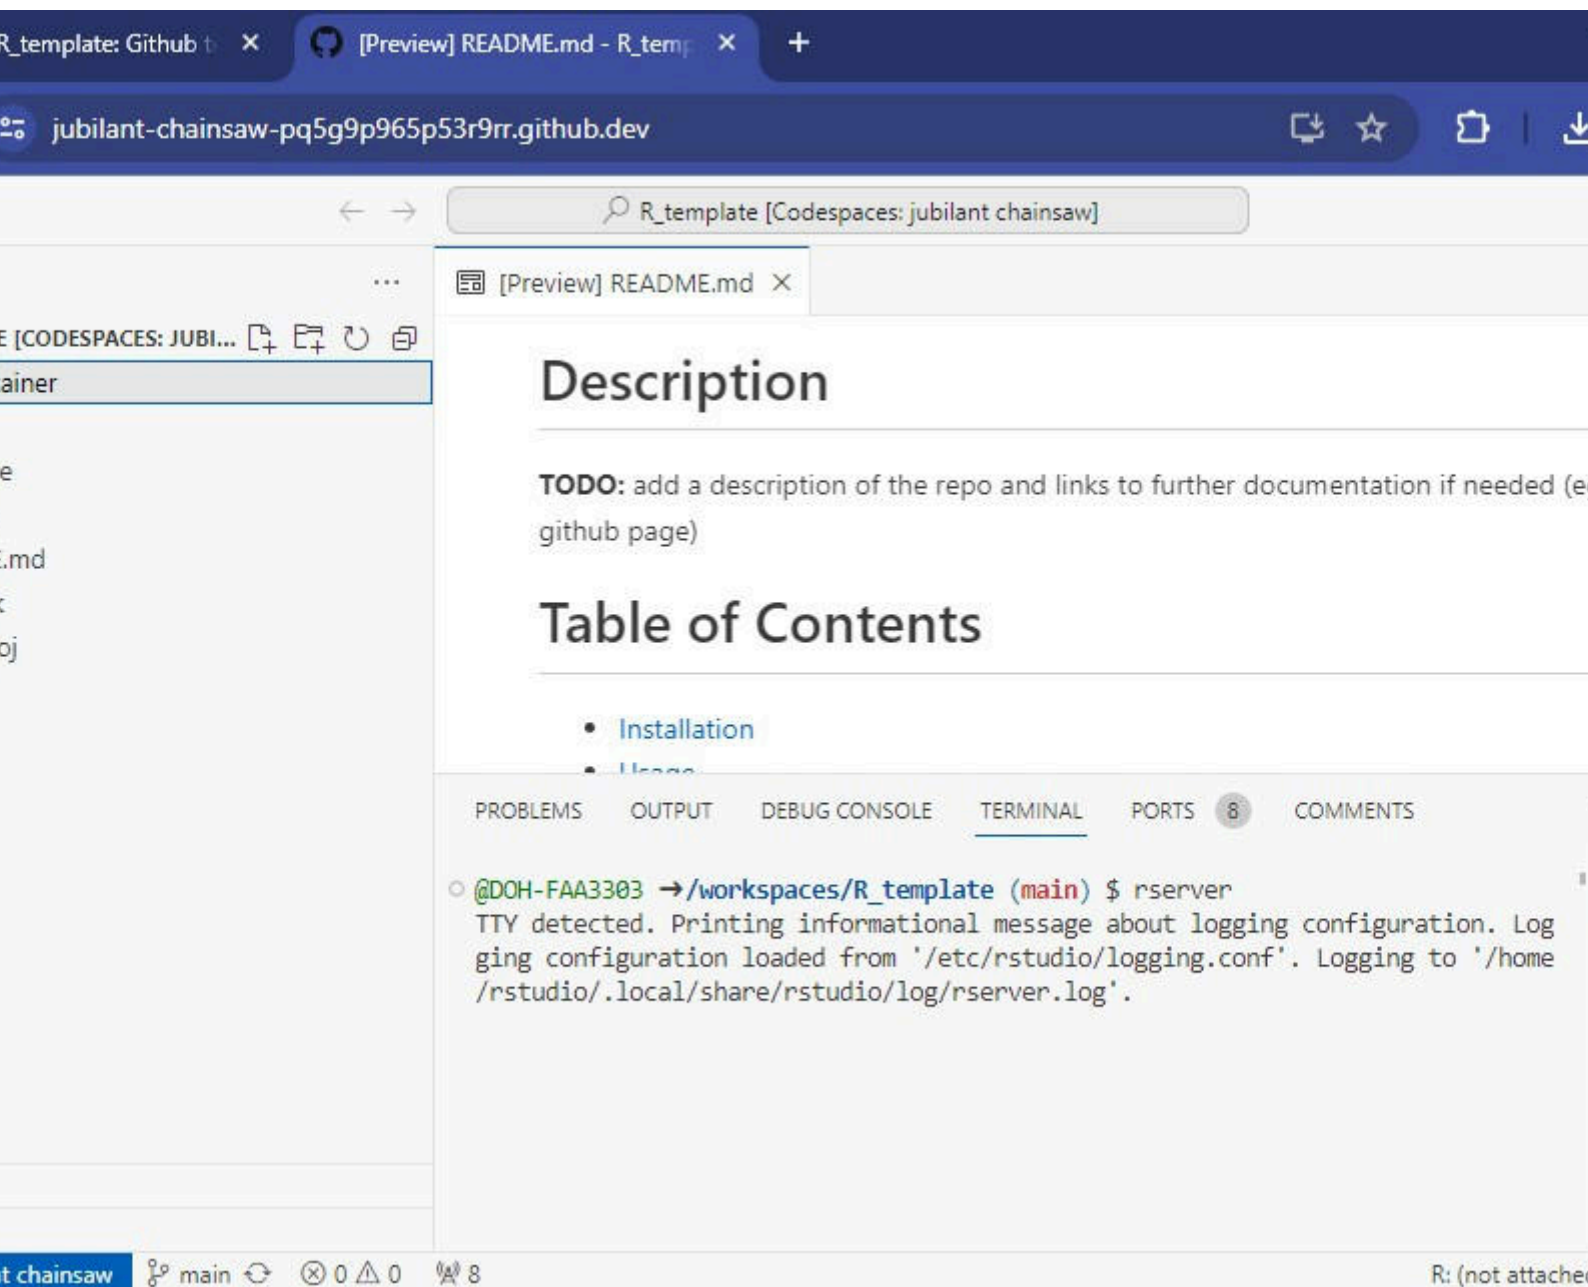 R_template: Github t
[Preview] README.md - R_temp
jubilant-chainsaw-pq5g9p965p53r9rr.github.dev
R_template [Codespaces: jubilant chainsaw]
[Preview] README.md
E [CODESPACES: JUBI...
ainer
e
E.md
oj
Description
TODO: add a description of the repo and links to further documentation if needed (e
github page)
Table of Contents
• Installation
• Usage
PROBLEMS OUTPUT DEBUG CONSOLE TERMINAL PORTS 8 COMMENTS
@DOH-FAA3303 ➜/workspaces/R_template (main) $ rserver
TTY detected. Printing informational message about logging configuration. Log
ging configuration loaded from '/etc/rstudio/logging.conf'. Logging to '/home
/rstudio/.local/share/rstudio/log/rserver.log'.
t chainsaw main 0 0 8 R: (not attached